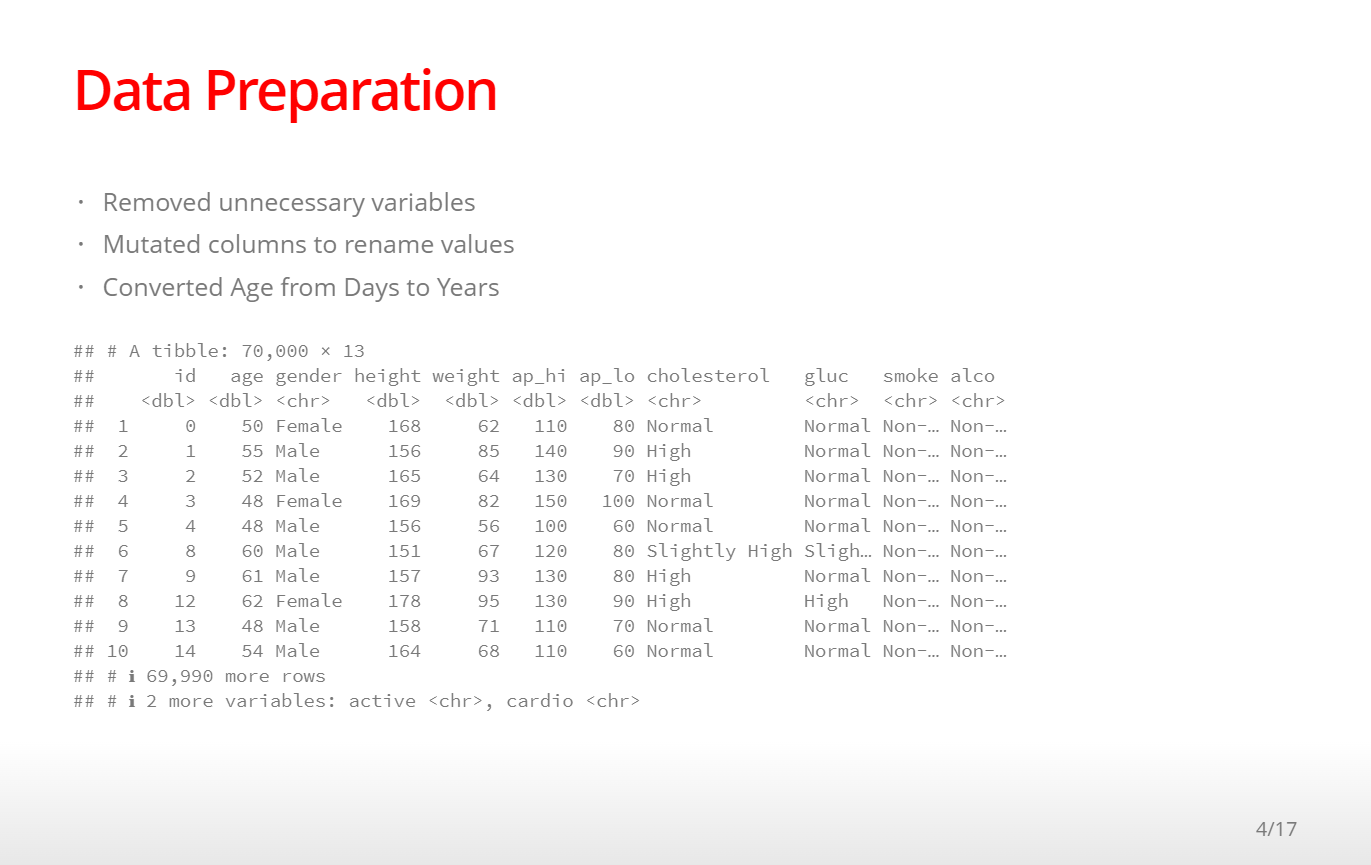 Data Preparation
· Removed unnecessary variables
· Mutated columns to rename values
· Converted Age from Days to Years
## # A tibble: 70,000 × 13
##       id   age gender height weight ap_hi ap_lo cholesterol   gluc   smoke alco
##    <dbl> <dbl> <chr>   <dbl>  <dbl> <dbl> <dbl> <chr>         <chr>  <chr> <chr>
##  1     0    50 Female    168     62   110    80 Normal        Normal Non-… Non-…
##  2     1    55 Male      156     85   140    90 High          Normal Non-… Non-…
##  3     2    52 Male      165     64   130    70 High          Normal Non-… Non-…
##  4     3    48 Female    169     82   150   100 Normal        Normal Non-… Non-…
##  5     4    48 Male      156     56   100    60 Normal        Normal Non-… Non-…
##  6     8    60 Male      151     67   120    80 Slightly High Sligh… Non-… Non-…
##  7     9    61 Male      157     93   130    80 High          Normal Non-… Non-…
##  8    12    62 Female    178     95   130    90 High          High   Non-… Non-…
##  9    13    48 Male      158     71   110    70 Normal        Normal Non-… Non-…
## 10    14    54 Male      164     68   110    60 Normal        Normal Non-… Non-…
## # ℹ 69,990 more rows
## # ℹ 2 more variables: active <chr>, cardio <chr>
4/17